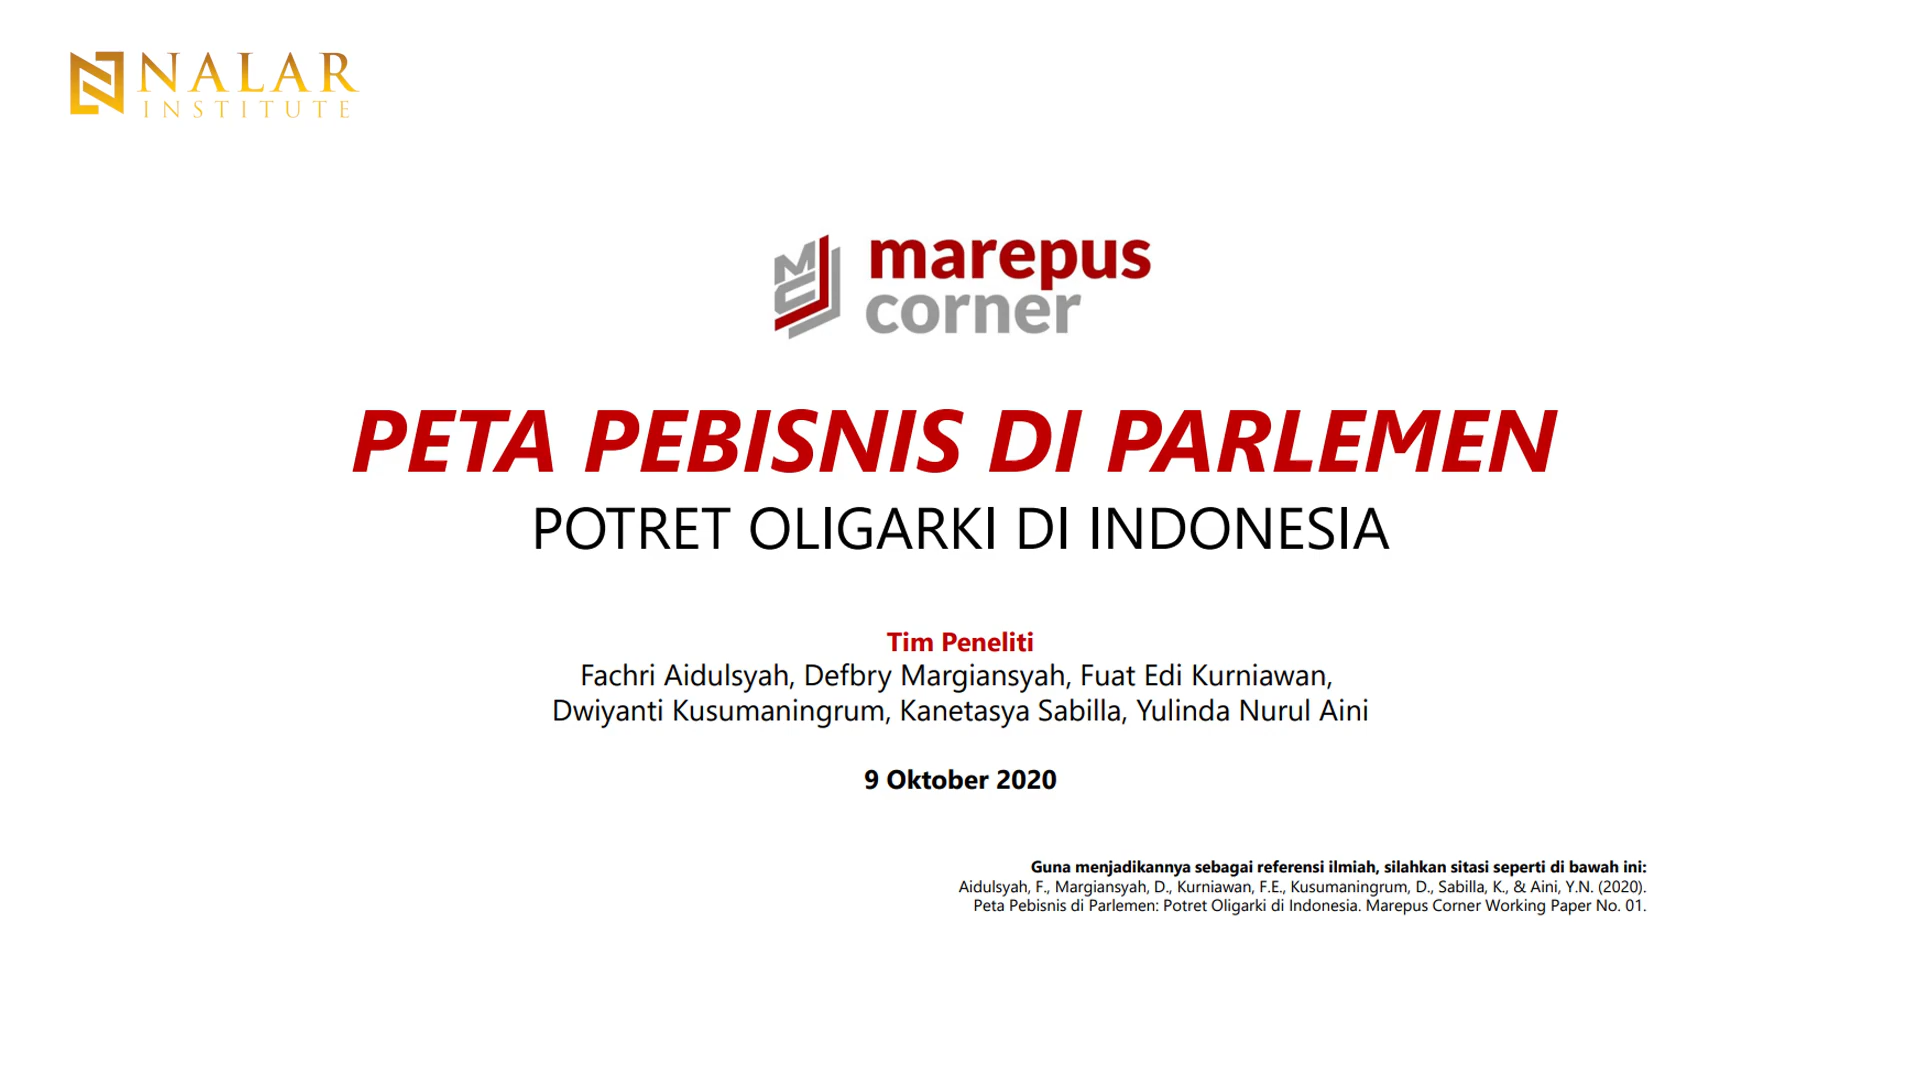 NALAR
INSTITUTE
marepus
corner
PETA PEBISNIS DI PARLEMEN
POTRET OLIGARKI DI INDONESIA
Tim Peneliti
Fachri Aidulsyah, Defbry Margiansyah, Fuat Edi Kurniawan,
Dwiyanti Kusumaningrum, Kanetasya Sabilla, Yulinda Nurul Aini
9 Oktober 2020
Guna menjadikannya sebagai referensi ilmiah, silahkan sitasi seperti di bawah ini:
Aidulsyah, F., Margiansyah, D., Kurniawan, F.E., Kusumaningrum, D., Sabilla, K., & Aini, Y.N. (2020).
Peta Pebisnis di Parlemen: Potret Oligarki di Indonesia. Marepus Corner Working Paper No. 01.